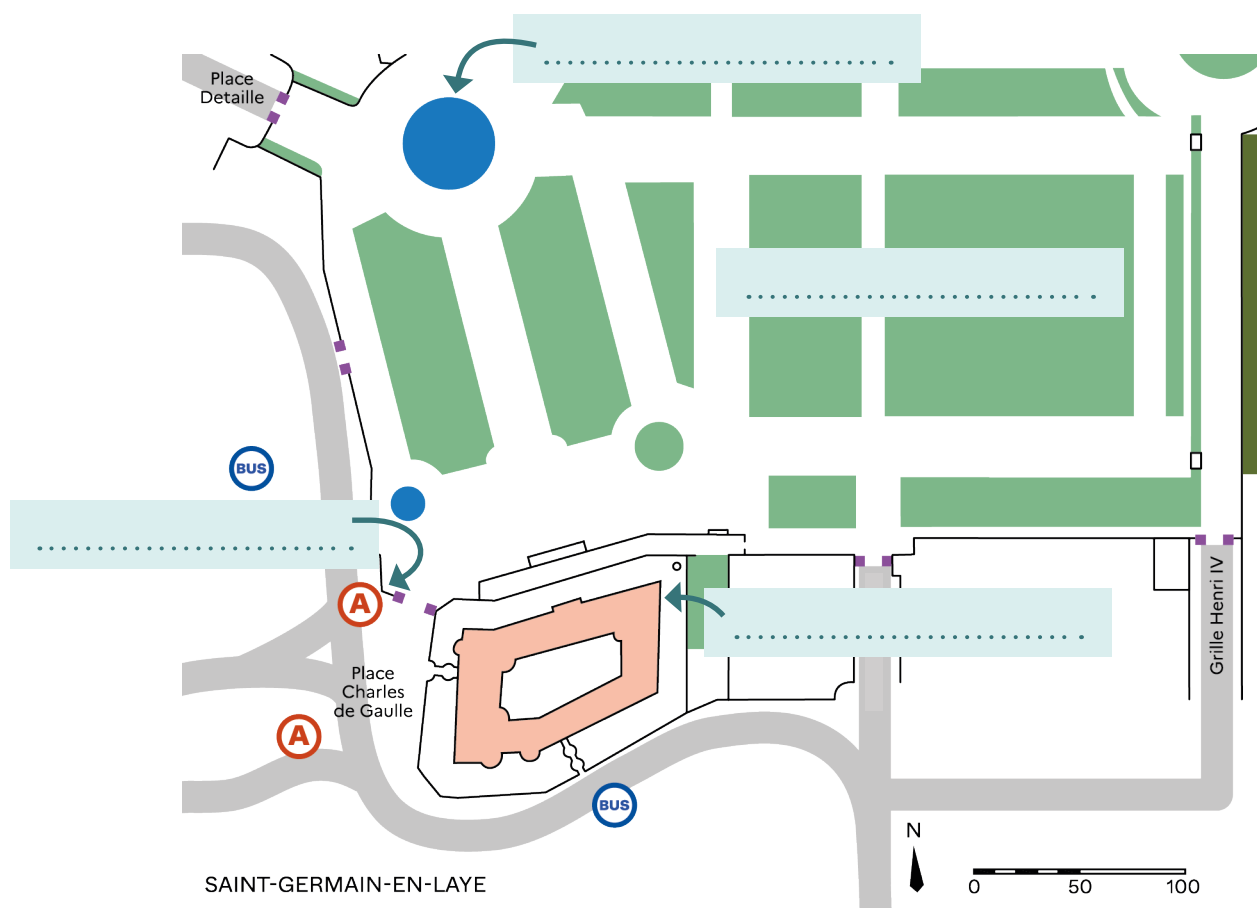 Place
Detaille
BUS
A
Place
Charles
de Gaulle
A
BUS
Grille Henri IV
N
0 50 100
SAINT-GERMAIN-EN-LAYE